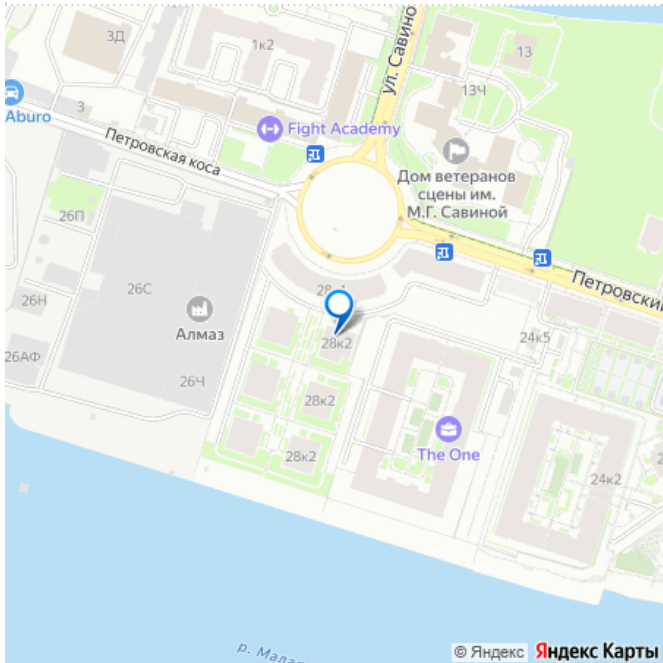 3Д
1к2
ул. Савино
13
13Ч
3
Aburo
Fight Academy
Петровская коса
Дом ветеранов
сцены им.
М.Г. Савиной
26П
26С
Петровский
26Н
Алмаз
28к2
24к5
26АФ
26Ч
28к2
The One
28к2
24к2
2
р. Мала
© Яндекс Яндекс Карты